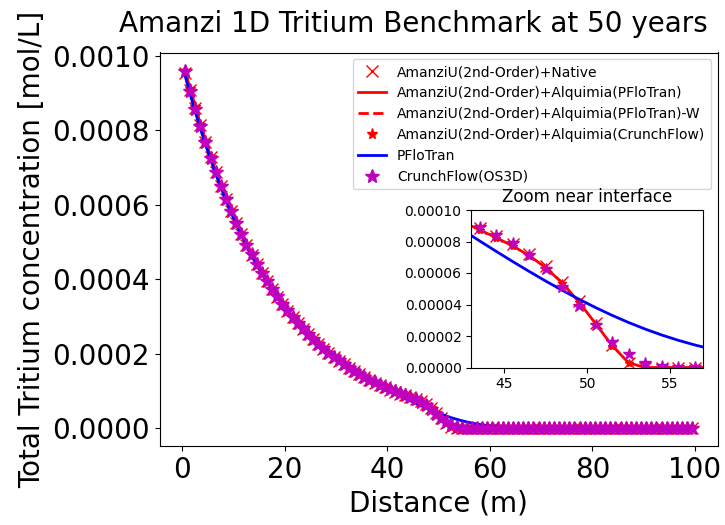 Amanzi 1D Tritium Benchmark at 50 years
Total Tritium concentration [mol/L]
0.0010
0.0008
0.0006
0.0004
0.0002
0.0000
AmanziU(2nd-Order)+Native
AmanziU(2nd-Order)+Alquimia(PFloTran)
AmanziU(2nd-Order)+Alquimia(PFloTran)-W
AmanziU(2nd-Order)+Alquimia(CrunchFlow)
PFloTran
CrunchFlow(OS3D)
Zoom near interface
0.00010
0.00008
0.00006
0.00004
0.00002
0.00000
45 50 55
0 20 40 60 80 100
Distance (m)